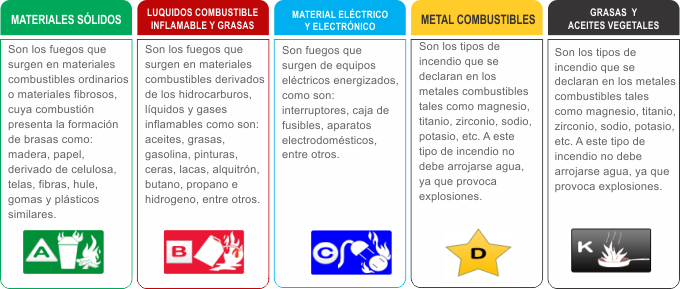 MATERIALES SÓLIDOS
Son los fuegos que
surgen en materiales
combustibles ordinarios
o materiales fibrosos,
cuya combustión
presenta la formación
de brasas como:
madera, papel,
derivado de celulosa,
telas, fibras, hule,
gomas y plásticos
similares.
A
LUQUIDOS COMBUSTIBLE
INFLAMABLE Y GRASAS
Son los fuegos que
surgen en materiales
combustibles derivados
de los hidrocarburos,
líquidos y gases
inflamables como son:
aceites, grasas,
gasolina, pinturas,
ceras, lacas, alquitrón,
butano, propano e
hidrogeno, entre otros.
B
MATERIAL ELÉCTRICO
Y ELECTRÓNICO
Son fuegos que
surgen de equipos
eléctricos energizados,
como son:
interruptores, caja de
fusibles, aparatos
electrodomésticos,
entre otros.
C
METAL COMBUSTIBLES
Son los tipos de
incendio que se
declaran en los
metales combustibles
tales como magnesio,
titanio, zirconio, sodio,
potasio, etc. A este
tipo de incendio no
debe arrojarse agua,
ya que provoca
explosiones.
D
GRASAS Y
ACEITES VEGETALES
Son los tipos de
incendio que se
declaran en los metales
combustibles tales
como magnesio, titanio,
zirconio, sodio, potasio,
etc. A este tipo de
incendio no debe
arrojarse agua, ya que
provoca explosiones.
K